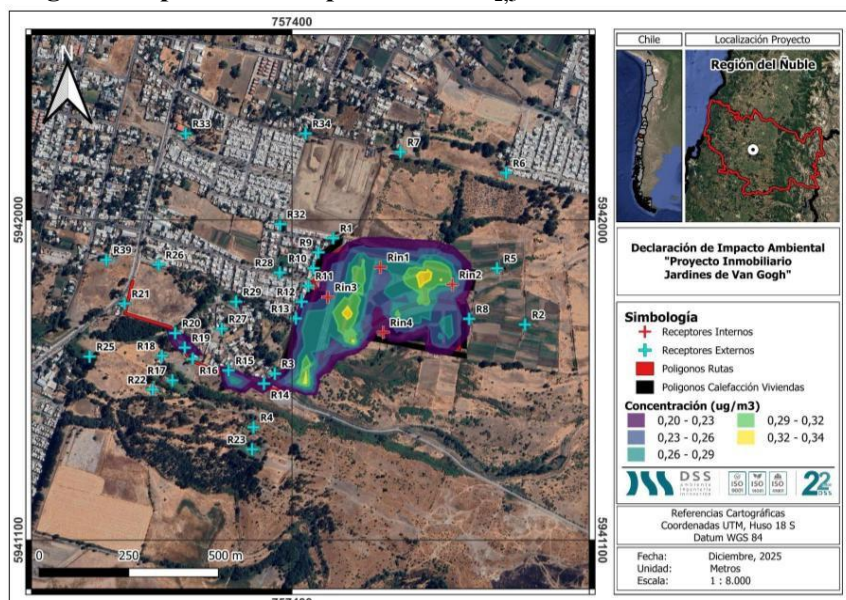 757400
N
R33
R34
R7
R6
5942000
5942000
R32
R1
R9
R39
R26
R28
R10
Rin1
R5
R11
Rin2
R21
R29
R12
Rin3
R13
R8
R2
R27
R20
Rin4
R19
R25
R18
R16
R15
R3
R17
R22
R14
R4
R23
5941100
5941100
0 250 500 m
757400
Chile
Localización Proyecto
Región del Ñuble
Declaración de Impacto Ambiental
"Proyecto Inmobiliario
Jardines de Van Gogh"
Simbología
Receptores Internos
Receptores Externos
Poligonos Rutas
Poligonos Calefacción Viviendas
Concentración (ug/m3)
0,20 - 0,23
0,29 - 0,32
0,23 - 0,26
0,32 - 0,34
0,26 - 0,29
DSS
ambiente
ISO
ISO
ISO
22
DSS
Referencias Cartográficas
Coordenadas UTM, Huso 18 S
Datum WGS 84
Fecha: Diciembre, 2025
Unidad: Metros
Escala: 1 : 8.000